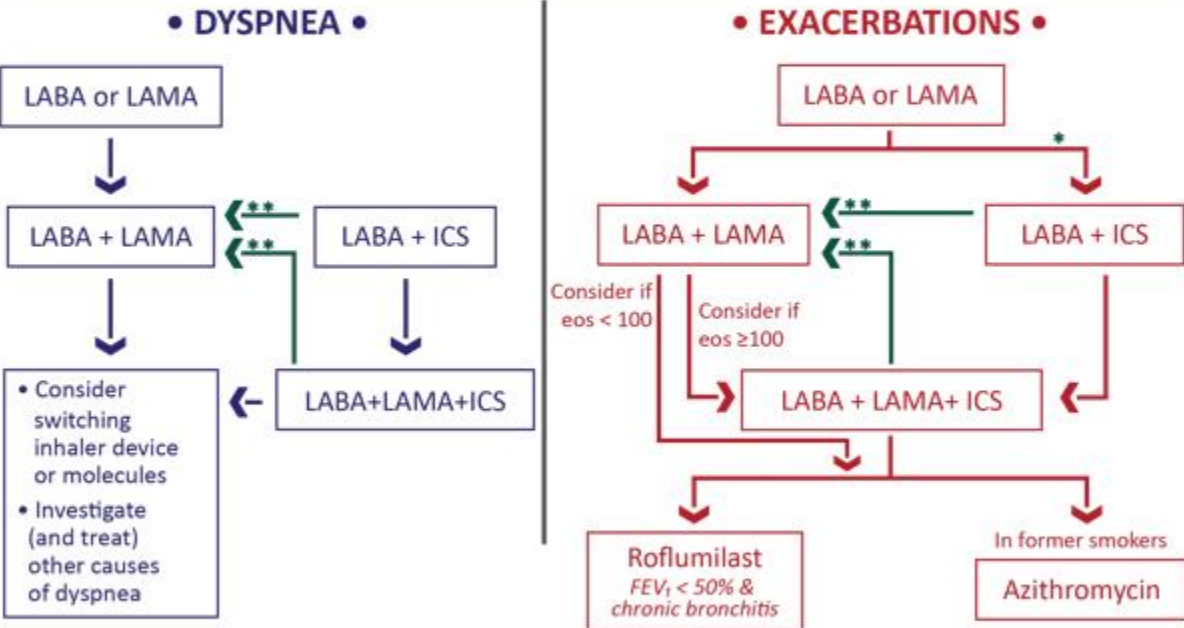 • DYSPNEA •
LABA or LAMA
LABA + LAMA
**
**
LABA + ICS
• Consider
switching
inhaler device
or molecules
• Investigate
(and treat)
other causes
of dyspnea
LABA+LAMA+ICS
• EXACERBATIONS •
LABA or LAMA
*
LABA + LAMA
**
**
LABA + ICS
Consider if
eos < 100
Consider if
eos ≥100
LABA + LAMA+ ICS
Roflumilast
FEV₁ < 50% &
chronic bronchitis
In former smokers
Azithromycin